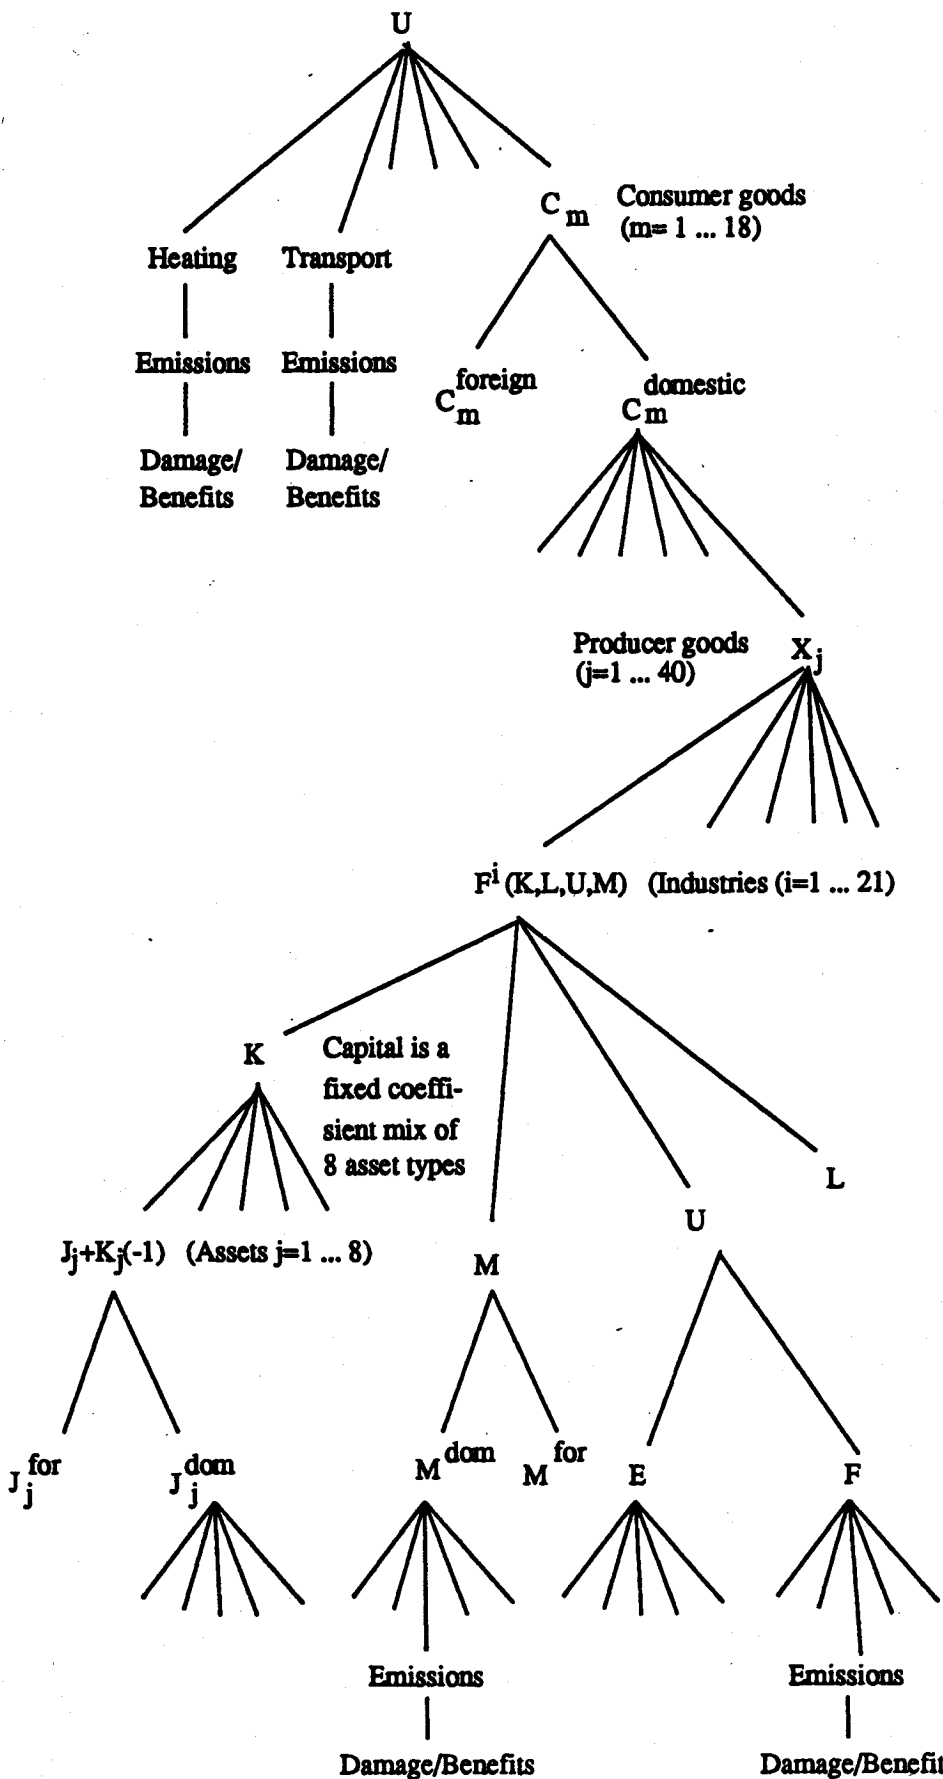 U
C m Consumer goods
(m= 1 ... 18)
Heating Transport
Emissions Emissions
C m foreign C m domestic
Damage/ Damage/
Benefits Benefits
Producer goods X j
(j=1 ... 40)
F i (K,L,U,M) (Industries (i=1 ... 21)
K Capital is a
fixed coeffi-
sient mix of
8 asset types
L
U
J j+K j(-1) (Assets j=1 ... 8) M
J j for J j dom M dom M for E F
Emissions Emissions
Damage/Benefits Damage/Benefit